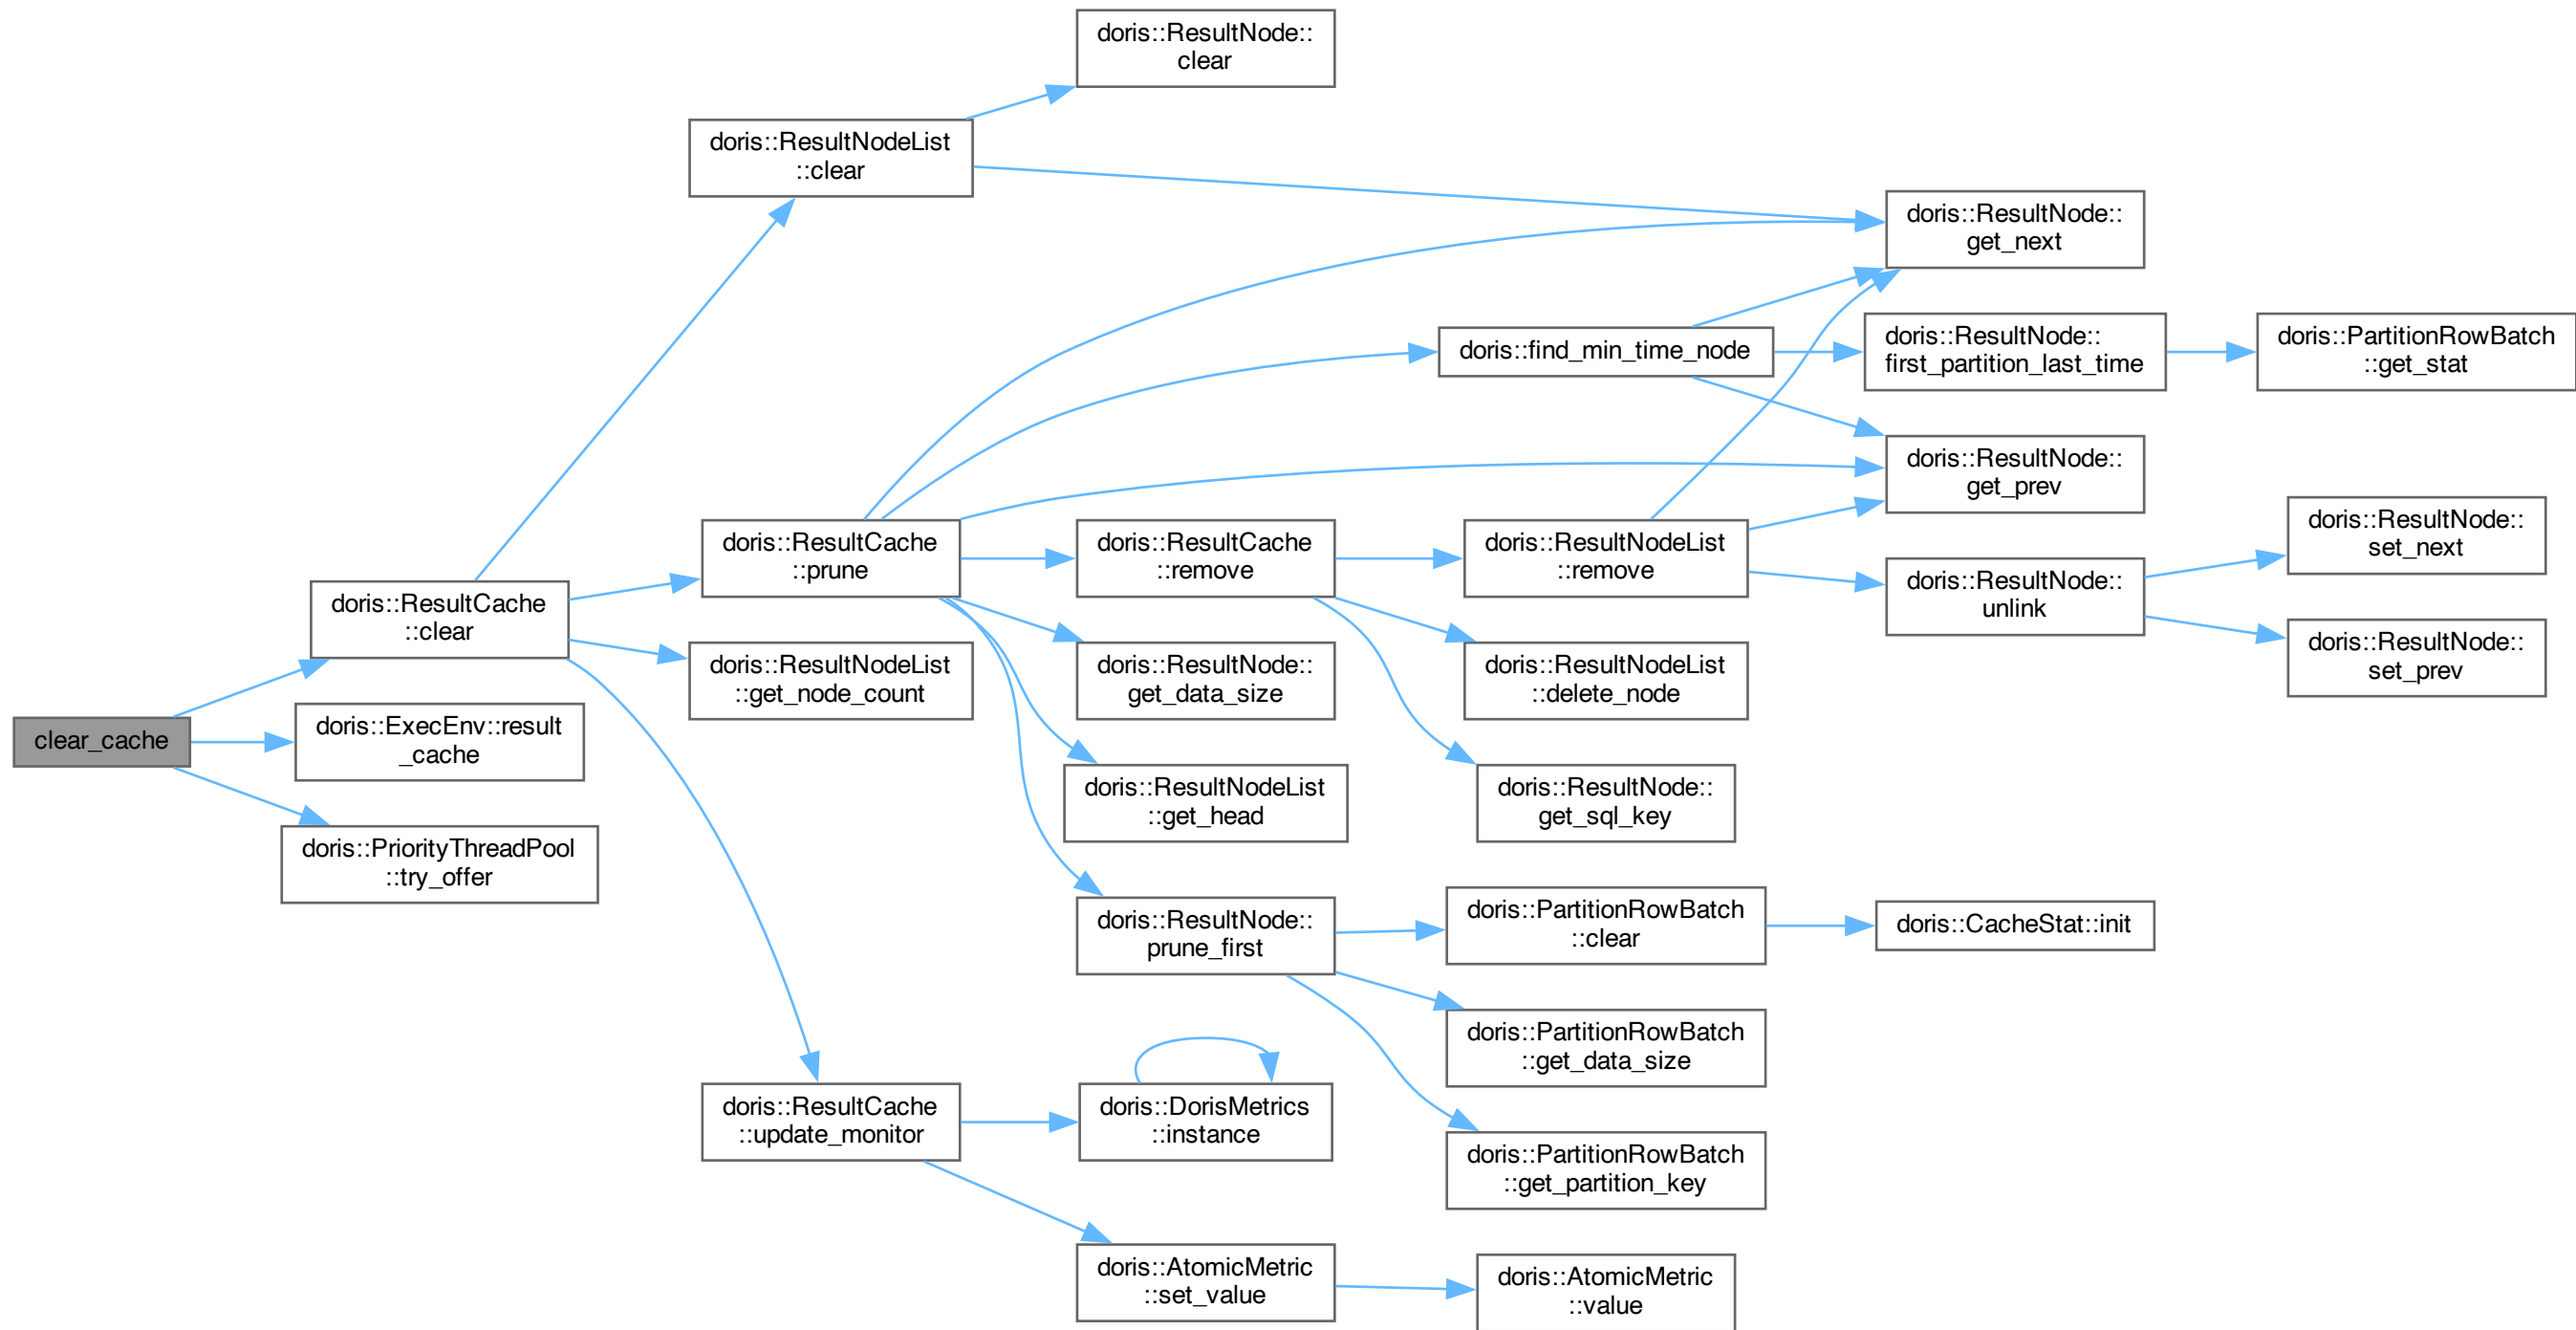 doris::ResultNode::
clear
doris::ResultNodeList
::clear
doris::ResultNode::
get_next
doris::find_min_time_node
doris::ResultNode::
first_partition_last_time
doris::PartitionRowBatch
::get_stat
doris::ResultNode::
get_prev
doris::ResultCache
::prune
doris::ResultCache
::remove
doris::ResultNodeList
::remove
doris::ResultNode::
set_next
doris::ResultNode::
unlink
doris::ResultNode::
set_prev
doris::ResultCache
::clear
doris::ResultNodeList
::get_node_count
doris::ResultNode::
get_data_size
doris::ResultNodeList
::delete_node
clear_cache
doris::ExecEnv::result
_cache
doris::ResultNodeList
::get_head
doris::ResultNode::
get_sql_key
doris::PriorityThreadPool
::try_offer
doris::ResultNode::
prune_first
doris::PartitionRowBatch
::clear
doris::CacheStat::init
doris::PartitionRowBatch
::get_data_size
doris::ResultCache
::update_monitor
doris::DorisMetrics
::instance
doris::PartitionRowBatch
::get_partition_key
doris::AtomicMetric
::set_value
doris::AtomicMetric
::value